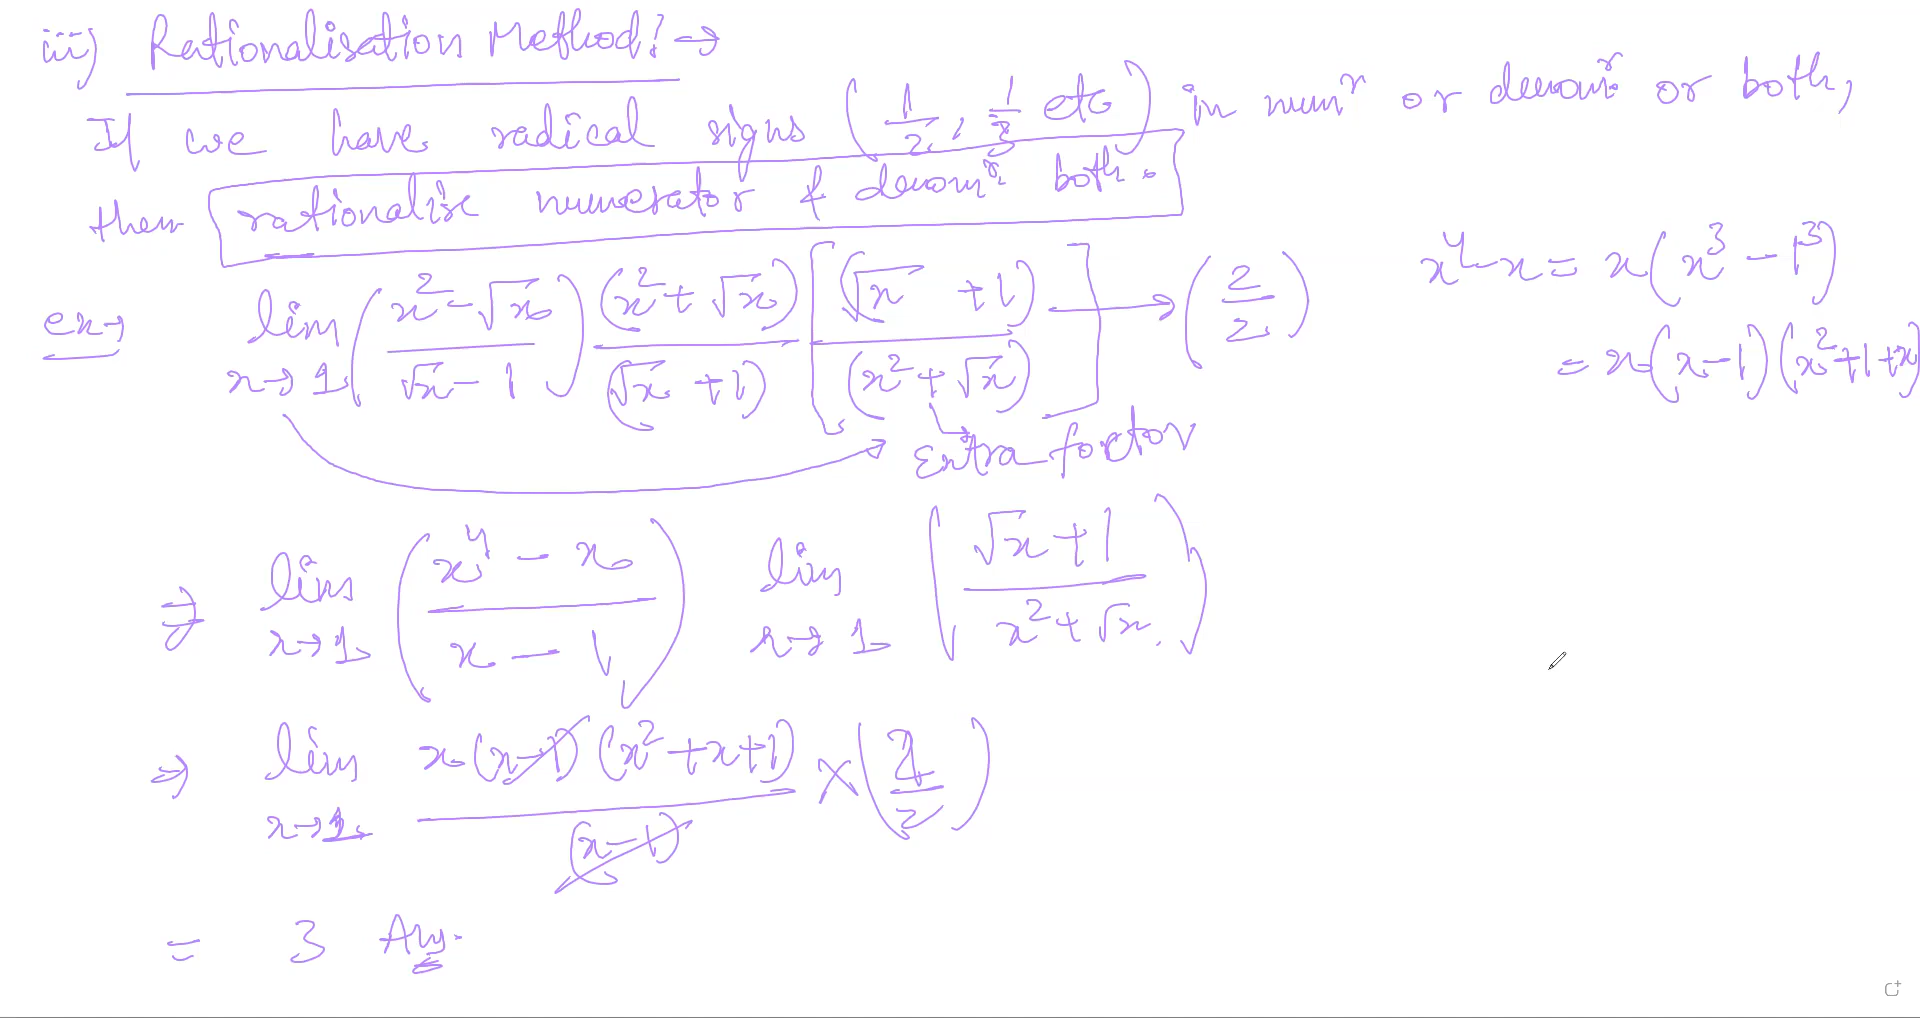 iii) Rationalisation Method! →
If we have radical signs (1/2, 1/3 etc) in numʳ or denomʳ or both,
then rationalise numerator & denomʳ both.
ex→ lim x→1 ((x² - √x)/(√x - 1)) (x² + √x)/(√x + 1) [(√x + 1)/(x² + √x)] → (2/2)
Extra factor
x⁴ - x = x(x³ - 1³)
= x(x-1)(x²+1+x)
⇒ lim x→1 ((x⁴ - x)/(x - 1)) lim x→1 ((√x + 1)/(x² + √x))
⇒ lim x→1 x(x-1)(x²+x+1)/(x-1) × (2/2)
= 3 Ans.